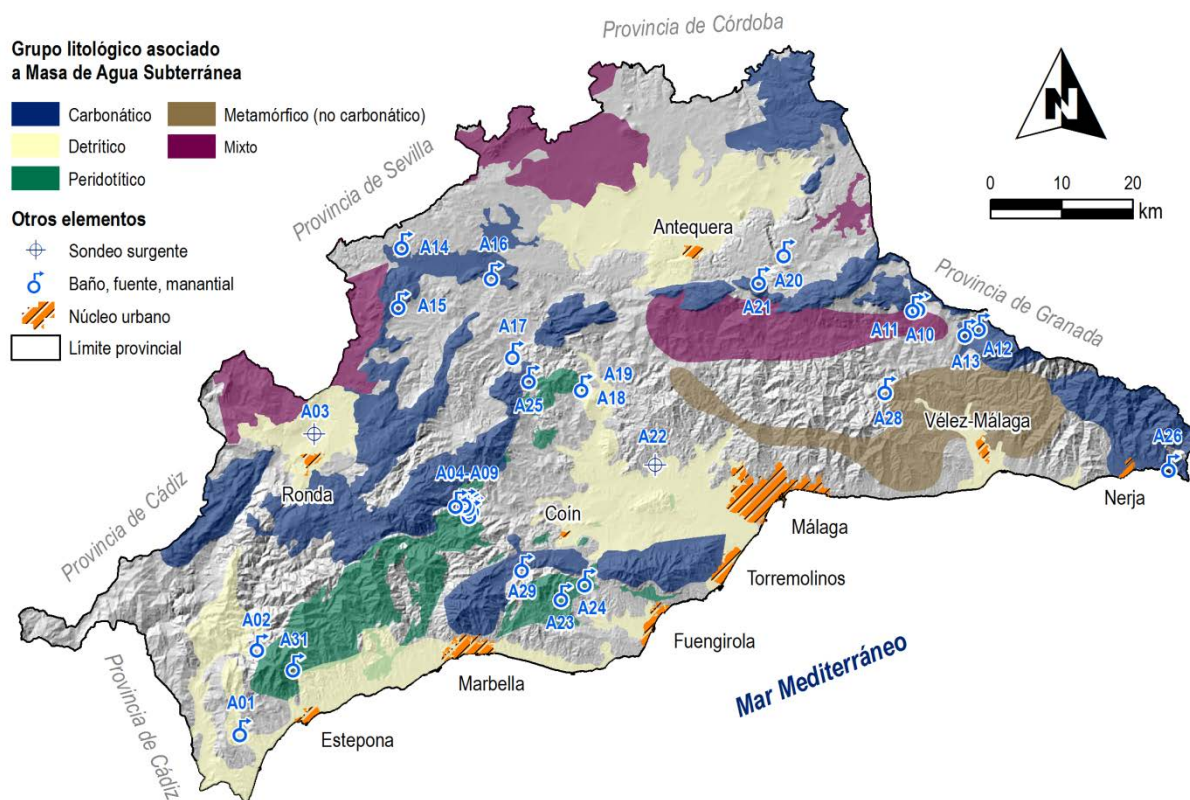 Provincia de Córdoba
Grupo litológico asociado
a Masa de Agua Subterránea
Carbonático
Metamórfico (no carbonático)
Detrítico
Mixto
Peridotítico
Otros elementos
Sondeo surgente
Baño, fuente, manantial
Núcleo urbano
Límite provincial
N
0 10 20
km
Provincia de Sevilla
Antequera
A14
A16
A20
A15
A21
Provincia de Granada
A11
A10
A17
A13
A12
A19
A25
A18
A28
A03
Vélez-Málaga
A22
A26
Provincia de Cádiz
Ronda
A04-A09
Coín
Málaga
Nerja
A29
Torremolinos
A23
A24
A02
A31
Fuengirola
Marbella
Mar Mediterráneo
A01
Estepona
Provincia de Cádiz